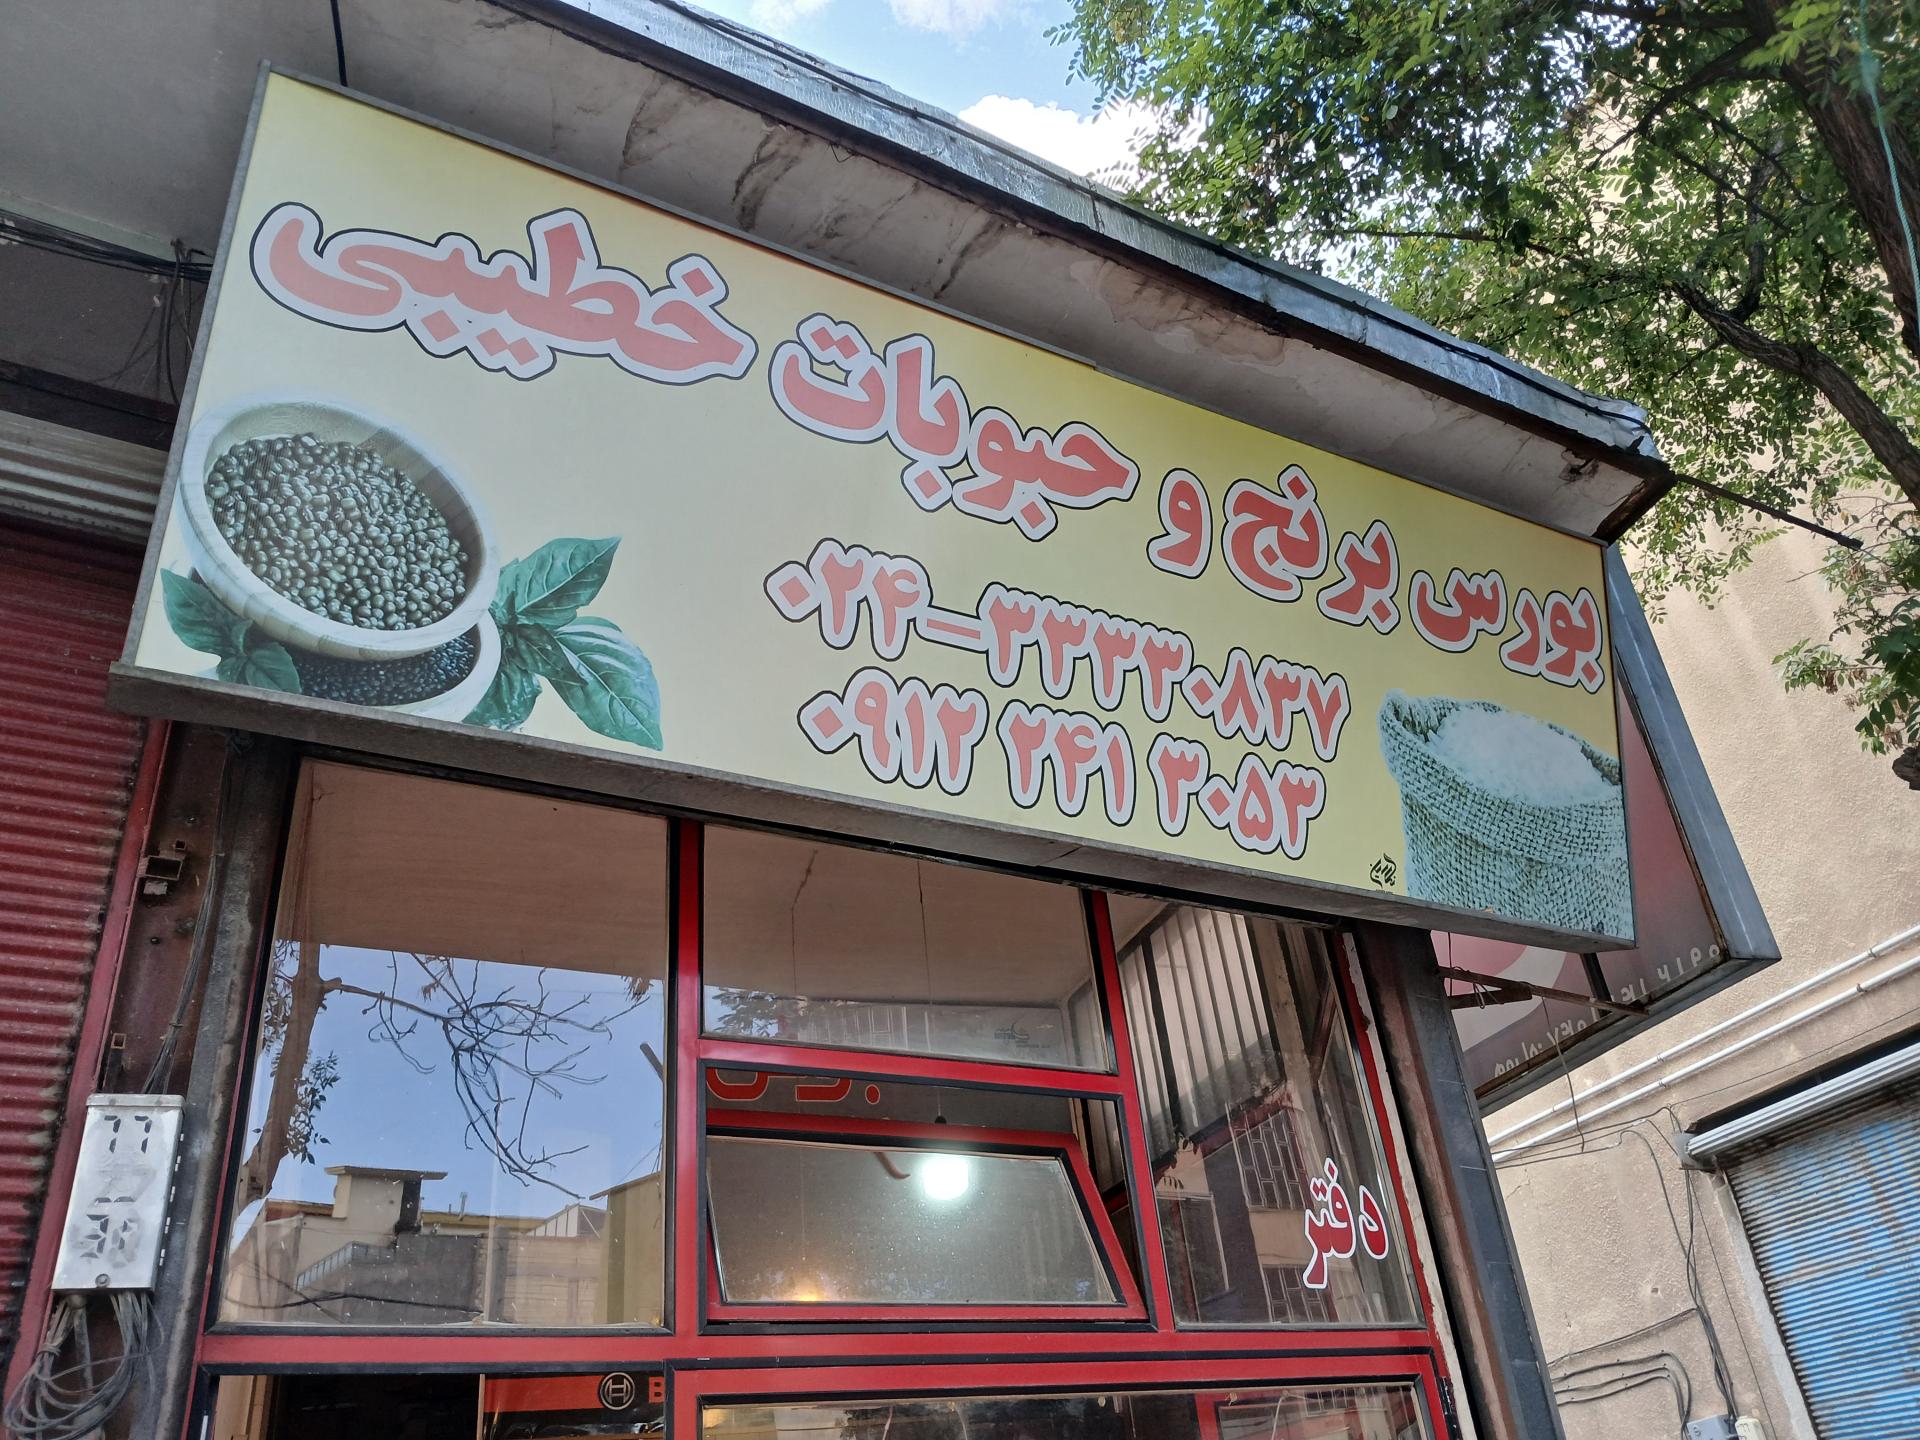 بورس برنج و حبوبات خطیبی
۰۲۴-۳۳۳۳۰۸۳۷
۰۹۱۲ ۲۴۱ ۳۰۵۳
دفتر